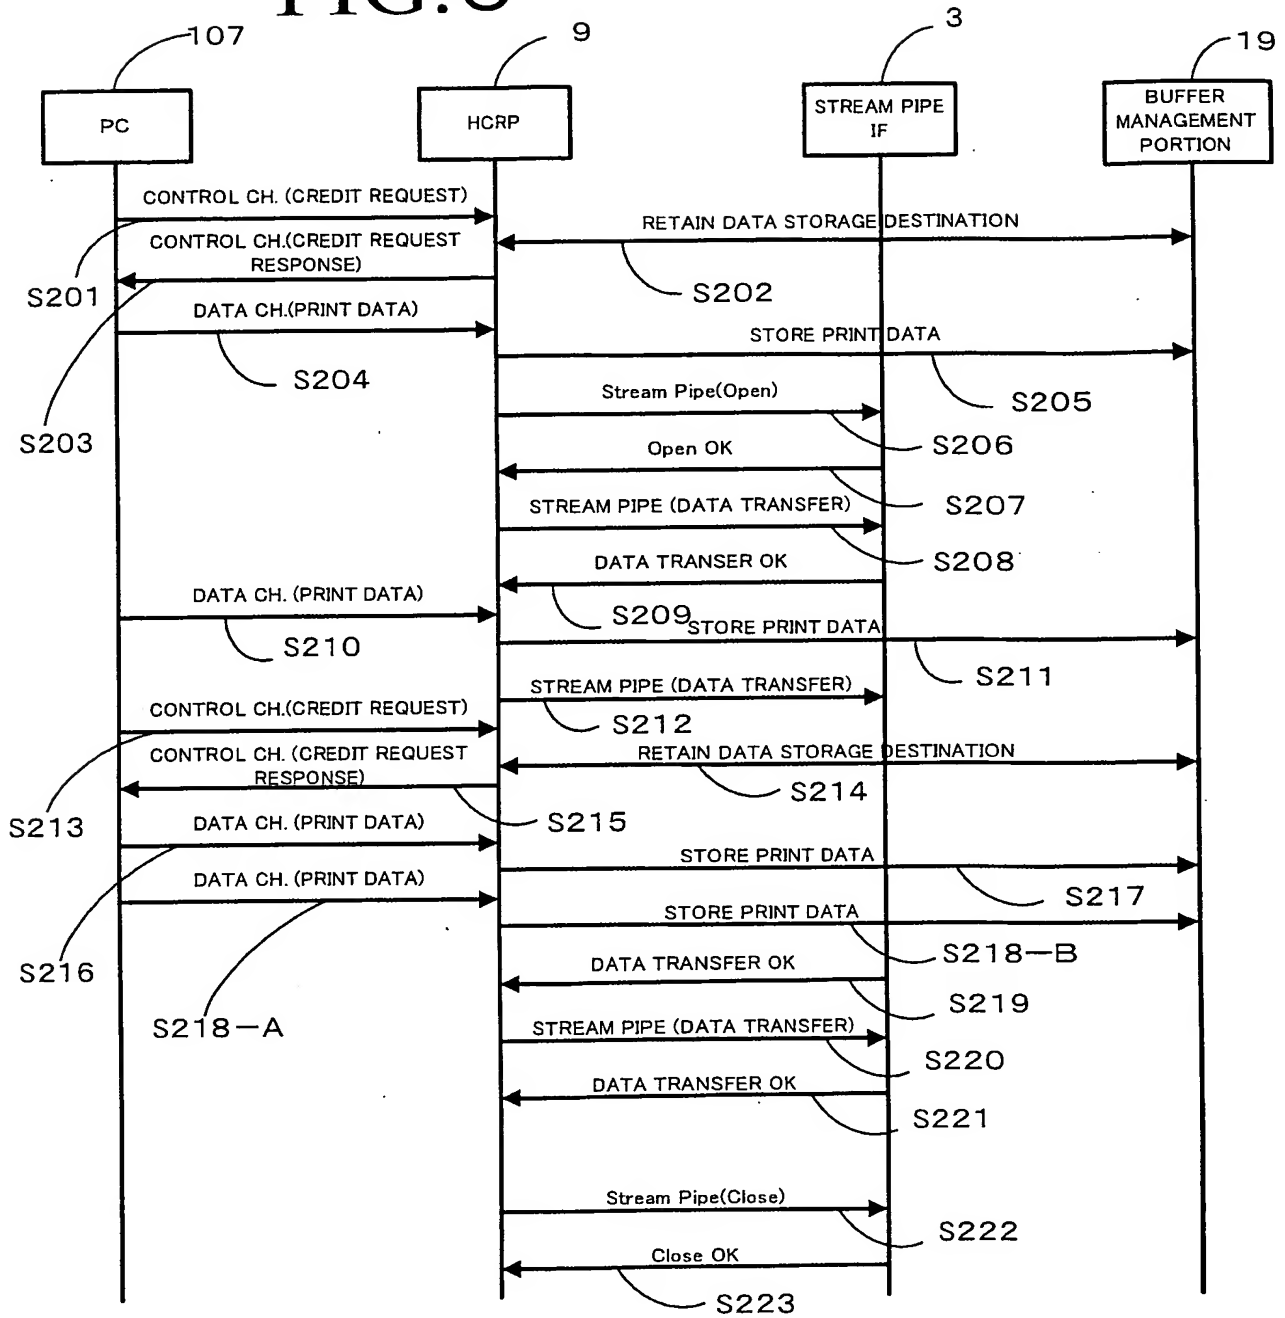 107
9
3
19
PC
HCRP
STREAM PIPE
IF
BUFFER
MANAGEMENT
PORTION
CONTROL CH. (CREDIT REQUEST)
S201
RETAIN DATA STORAGE DESTINATION
S202
CONTROL CH.(CREDIT REQUEST
RESPONSE)
S203
DATA CH.(PRINT DATA)
S204
STORE PRINT DATA
S205
Stream Pipe(Open)
S206
Open OK
S207
STREAM PIPE (DATA TRANSFER)
S208
DATA TRANSER OK
S209
DATA CH. (PRINT DATA)
S210
STORE PRINT DATA
S211
STREAM PIPE (DATA TRANSFER)
S212
CONTROL CH.(CREDIT REQUEST)
S213
RETAIN DATA STORAGE DESTINATION
S214
CONTROL CH. (CREDIT REQUEST
RESPONSE)
S215
DATA CH. (PRINT DATA)
S216
STORE PRINT DATA
S217
DATA CH. (PRINT DATA)
S218-A
STORE PRINT DATA
S218-B
DATA TRANSFER OK
S219
STREAM PIPE (DATA TRANSFER)
S220
DATA TRANSFER OK
S221
Stream Pipe(Close)
S222
Close OK
S223